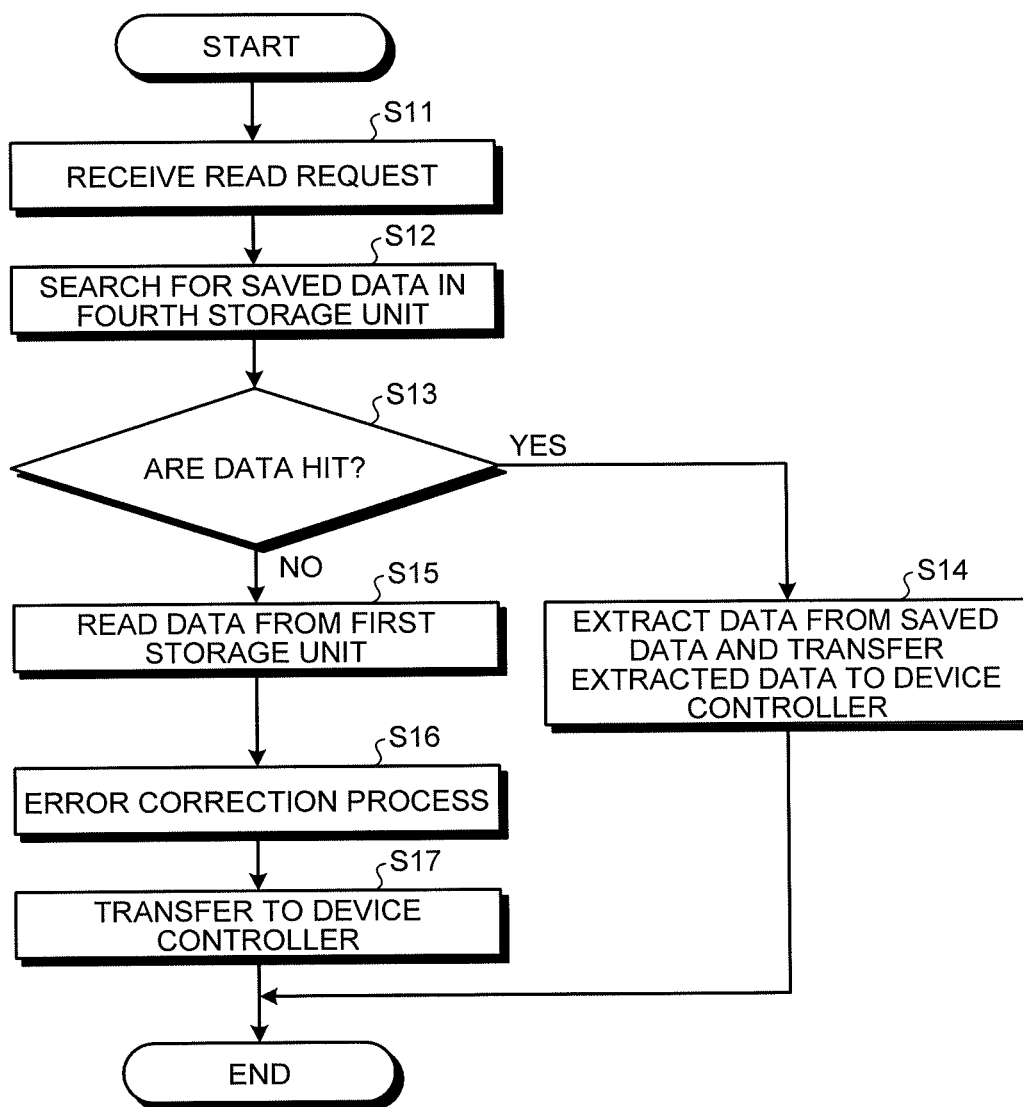 START
S11
RECEIVE READ REQUEST
S12
SEARCH FOR SAVED DATA IN
FOURTH STORAGE UNIT
S13
ARE DATA HIT?
YES
NO
S15
READ DATA FROM FIRST
STORAGE UNIT
S14
EXTRACT DATA FROM SAVED
DATA AND TRANSFER
EXTRACTED DATA TO DEVICE
CONTROLLER
S16
ERROR CORRECTION PROCESS
S17
TRANSFER TO DEVICE
CONTROLLER
END